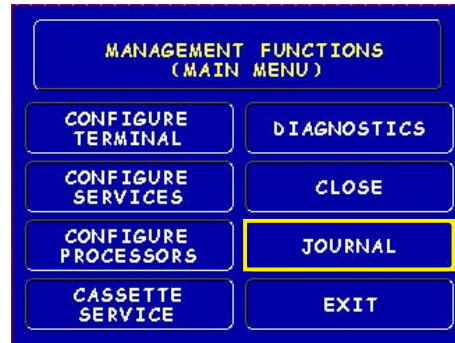 MANAGEMENT FUNCTIONS
(MAIN MENU)
CONFIGURE
TERMINAL
DIAGNOSTICS
CONFIGURE
SERVICES
CLOSE
CONFIGURE
PROCESSORS
JOURNAL
CASSETTE
SERVICE
EXIT